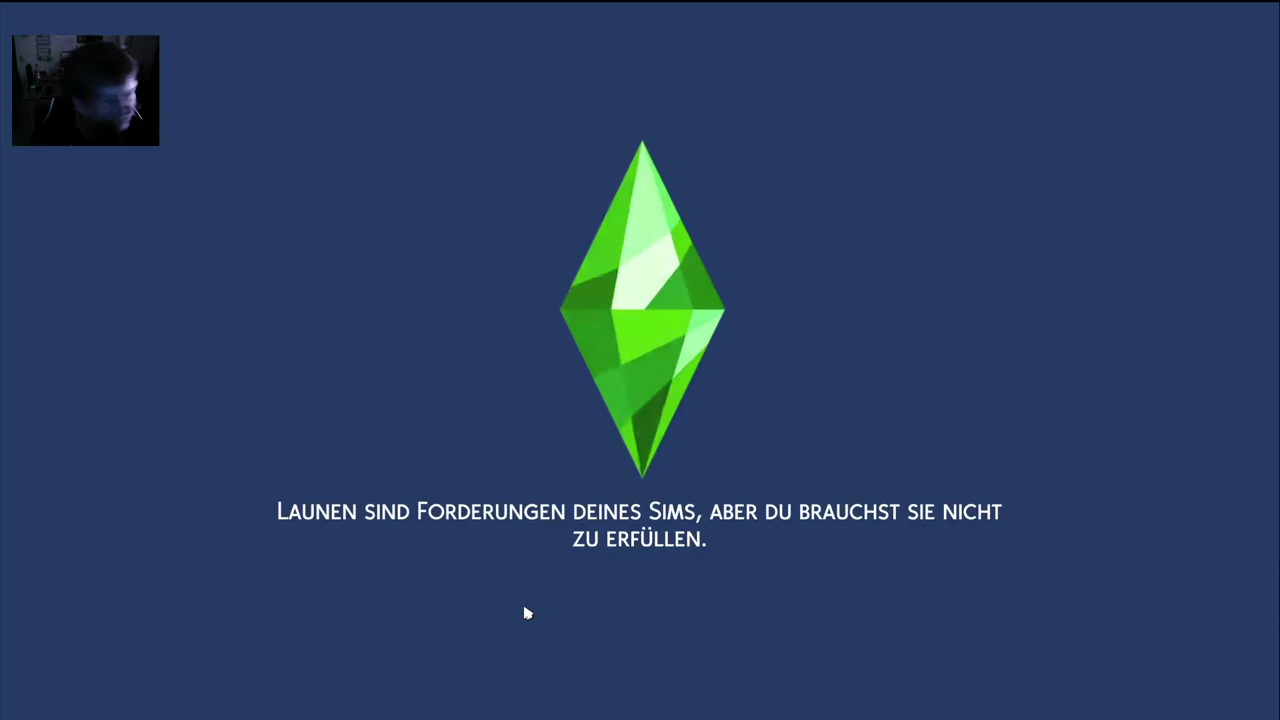 Launen sind Forderungen deines Sims, aber du brauchst sie nicht
zu erfüllen.